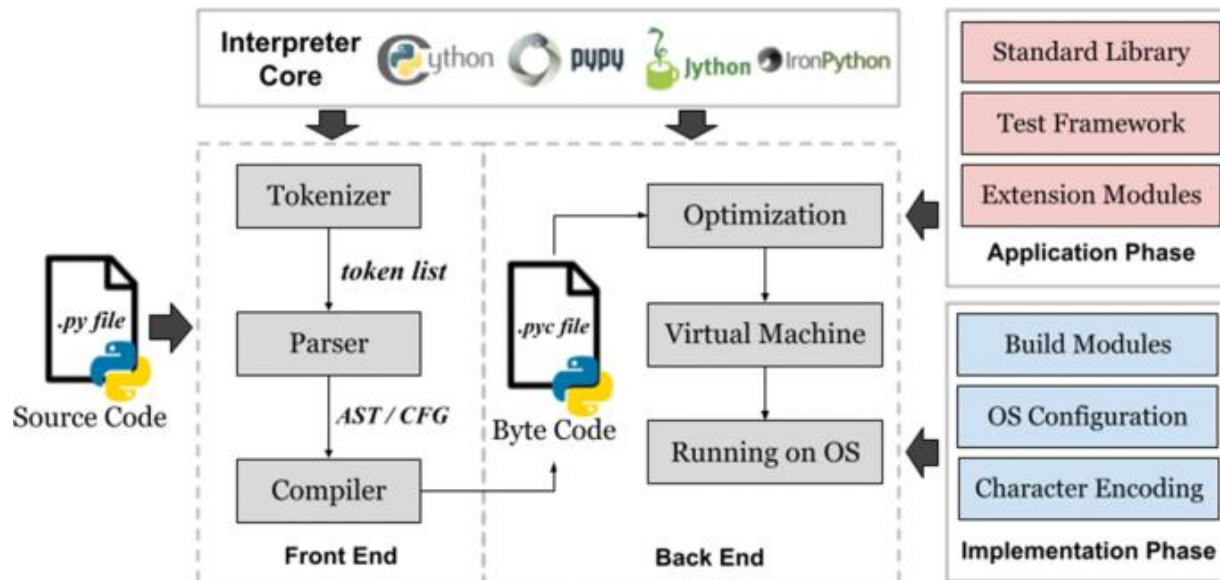 Interpreter
Core
Cython
PyPy
Jython
IronPython
Standard Library
Test Framework
Extension Modules
Application Phase
Tokenizer
token list
Parser
AST / CFG
Compiler
Front End
.py file
Source Code
.pyc file
Byte Code
Optimization
Virtual Machine
Running on OS
Back End
Build Modules
OS Configuration
Character Encoding
Implementation Phase